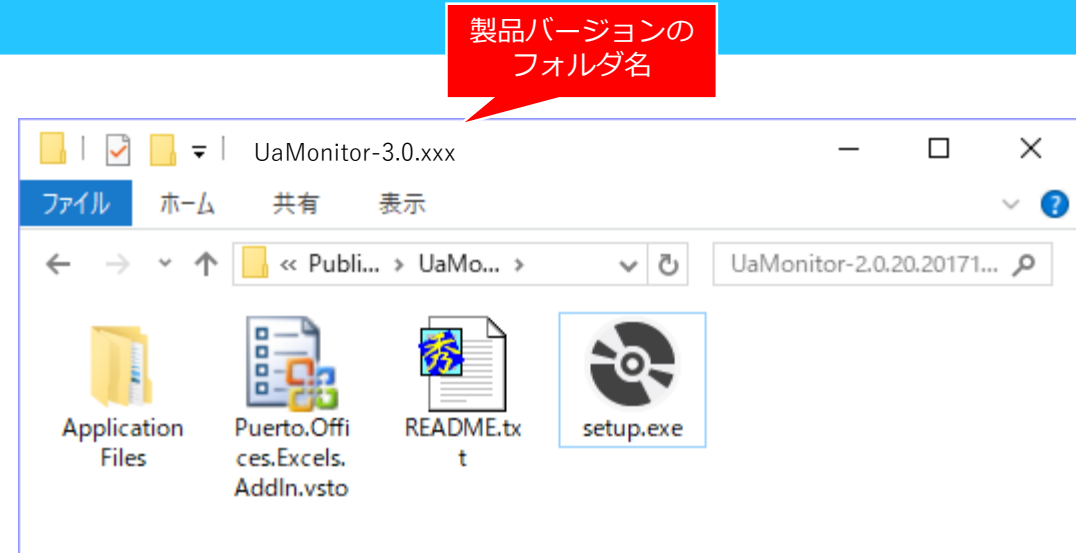 製品バージョンの
フォルダ名
UaMonitor-3.0.xxx
ファイル ホーム 共有 表示
?
« Publi... › UaMo... › UaMonitor-2.0.20.20171...
秀
Application
Files
Puerto.Offi
ces.Excels.
AddIn.vsto
README.tx
t
setup.exe